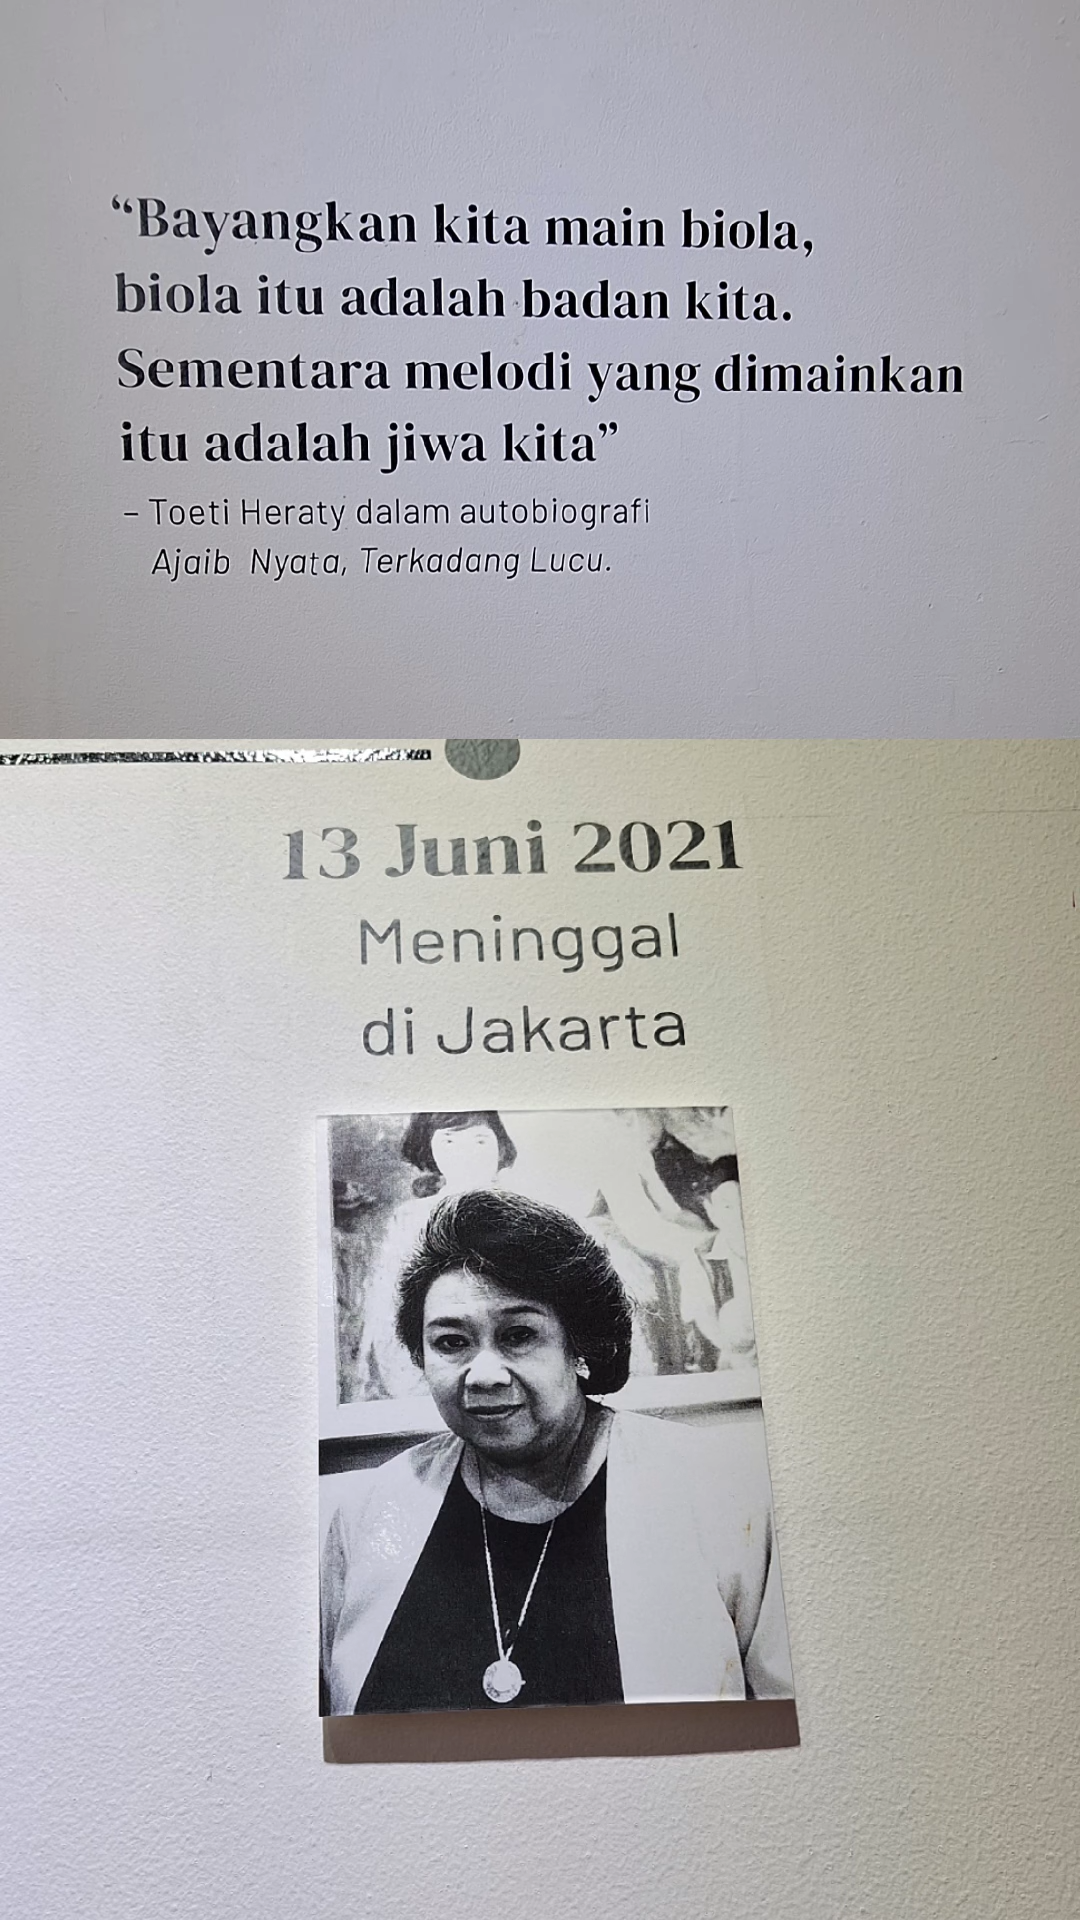 “Bayangkan kita main biola,
biola itu adalah badan kita.
Sementara melodi yang dimainkan
itu adalah jiwa kita”
– Toeti Heraty dalam autobiografi
Ajaib Nyata, Terkadang Lucu.
13 Juni 2021
Meninggal
di Jakarta